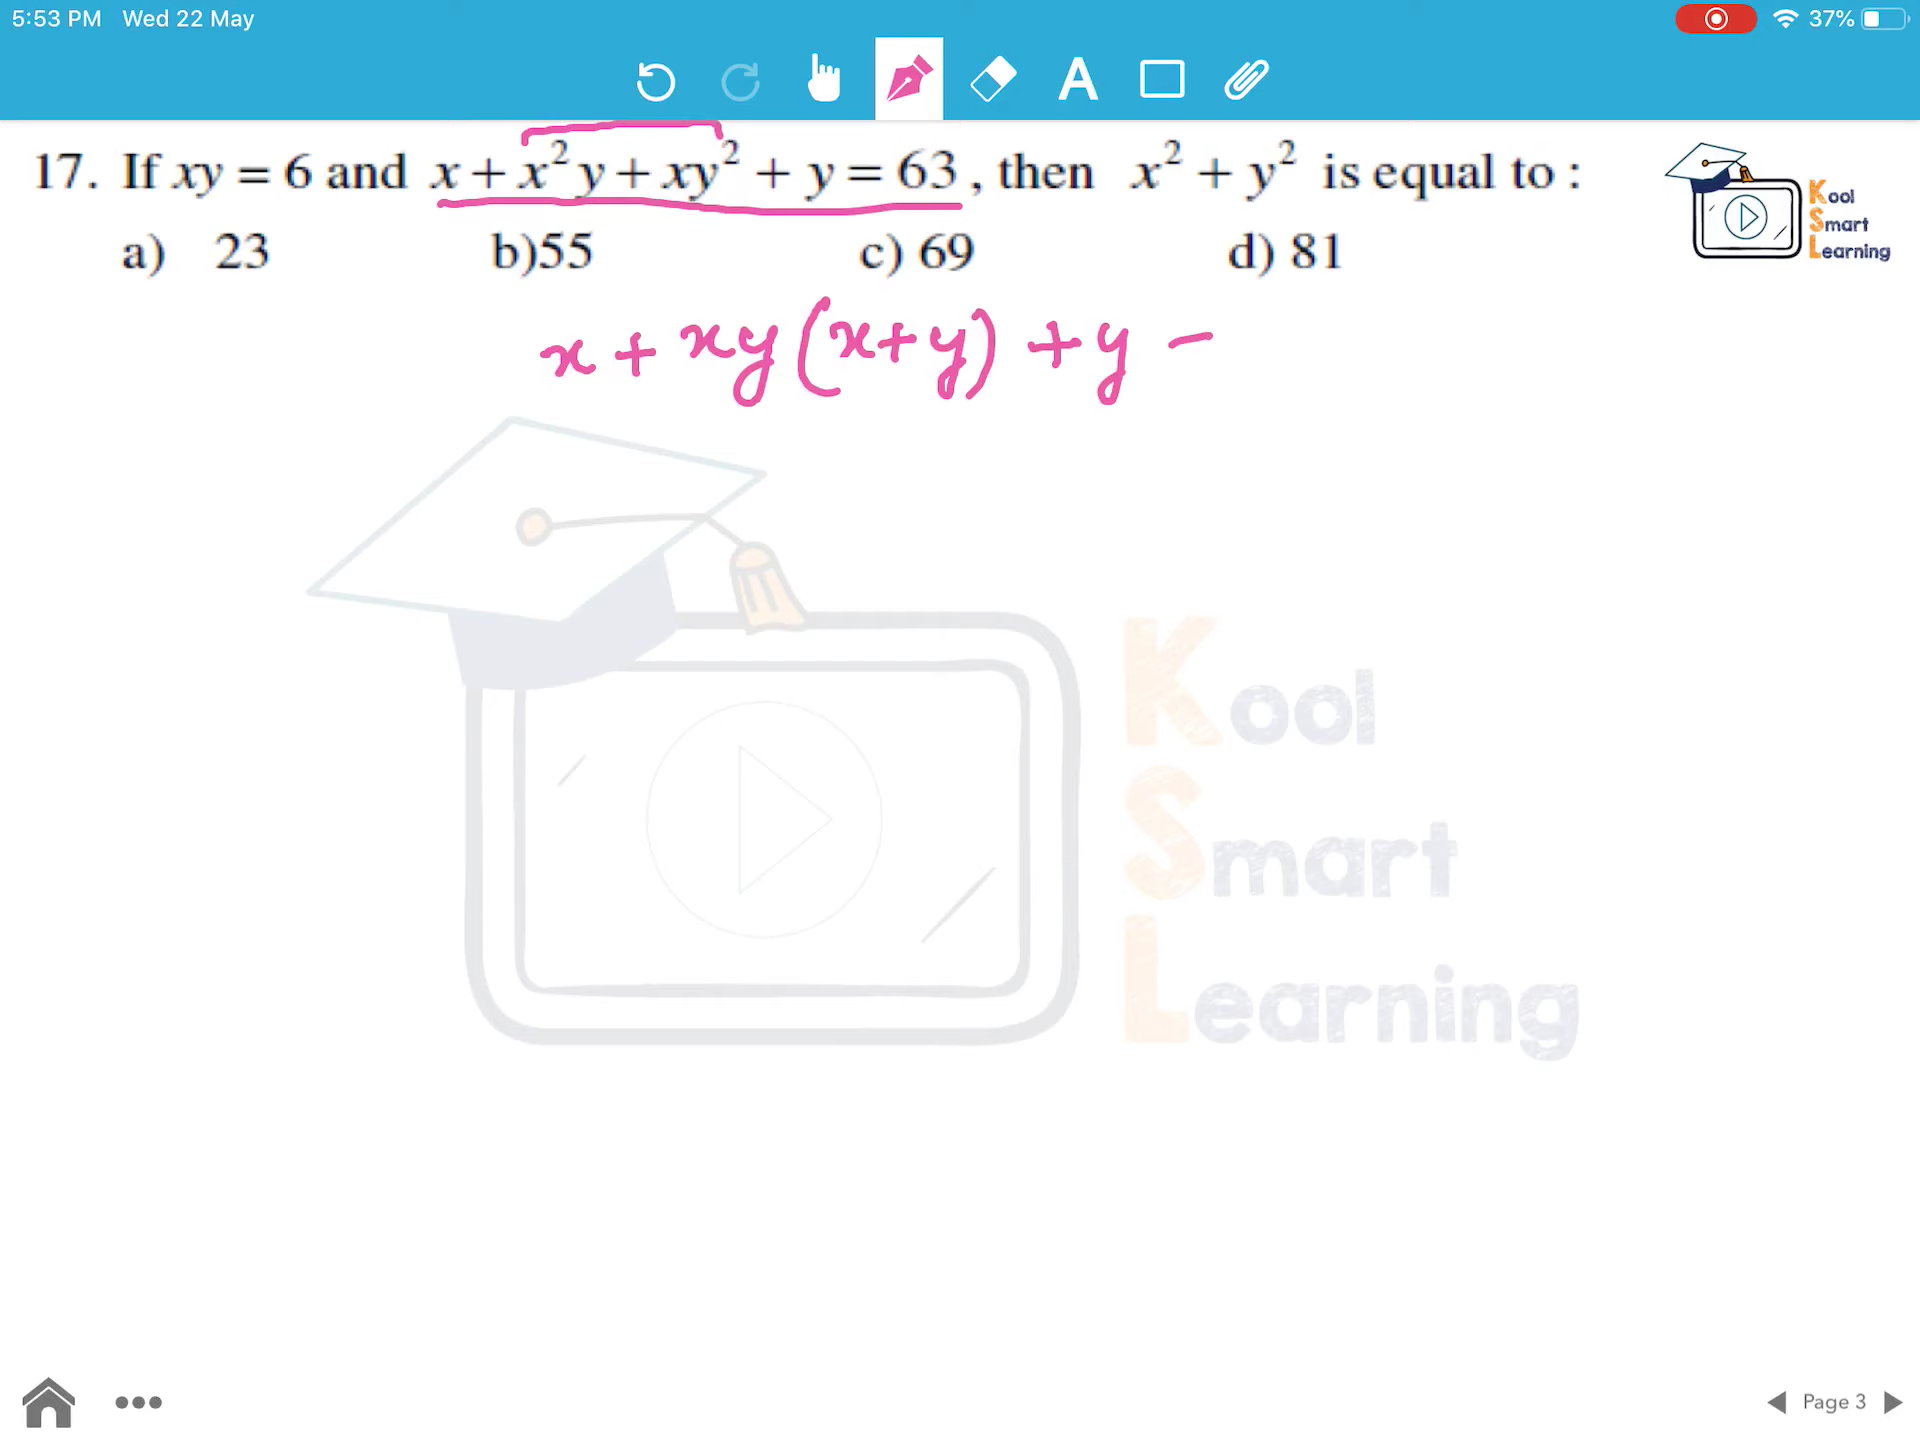 5:53 PM Wed 22 May 37%
A
17. If xy = 6 and x + x²y + xy² + y = 63, then x² + y² is equal to :
a) 23 b)55 c) 69 d) 81
Kool
Smart
Learning
x + xy (x+y) + y −
Kool
Smart
Learning
Page 3